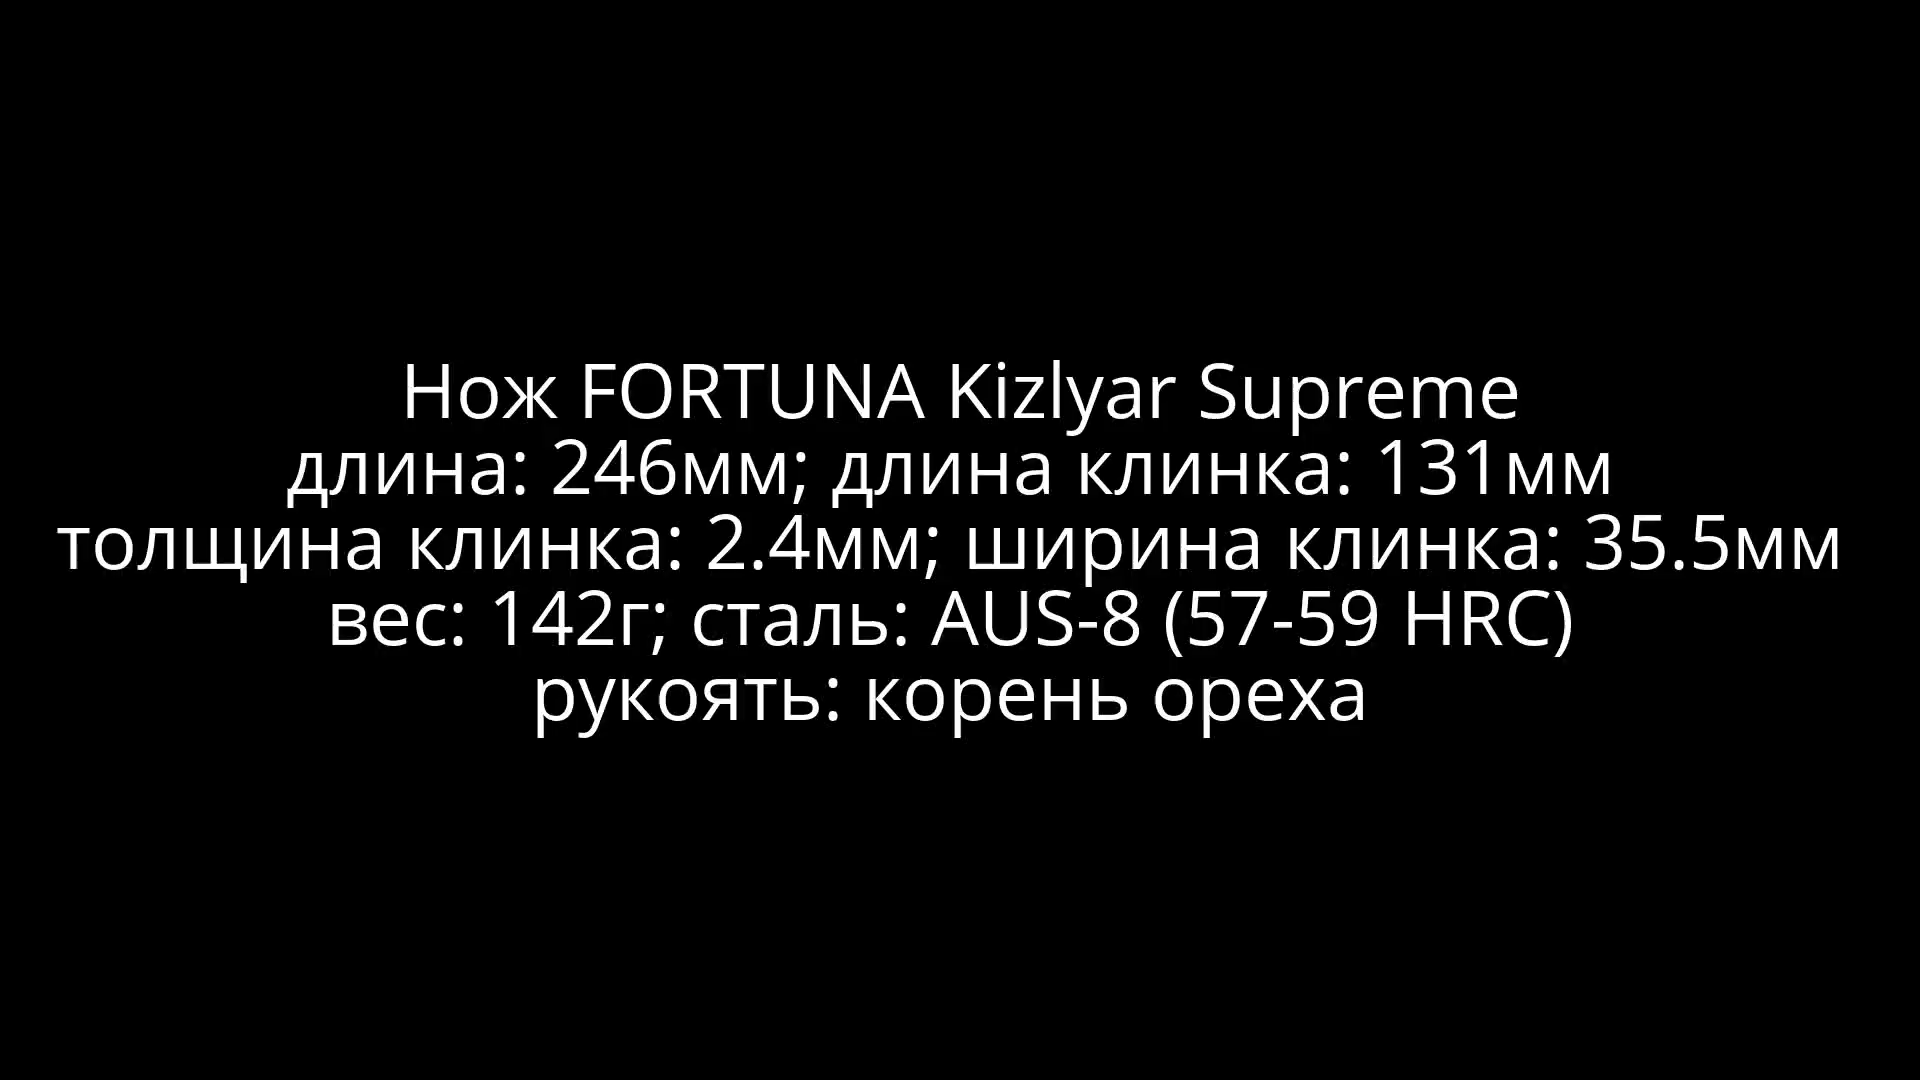 Нож FORTUNA Kizlyar Supreme
длина: 246мм; длина клинка: 131мм
толщина клинка: 2.4мм; ширина клинка: 35.5мм
вес: 142г; сталь: AUS-8 (57-59 HRC)
рукоять: корень ореха